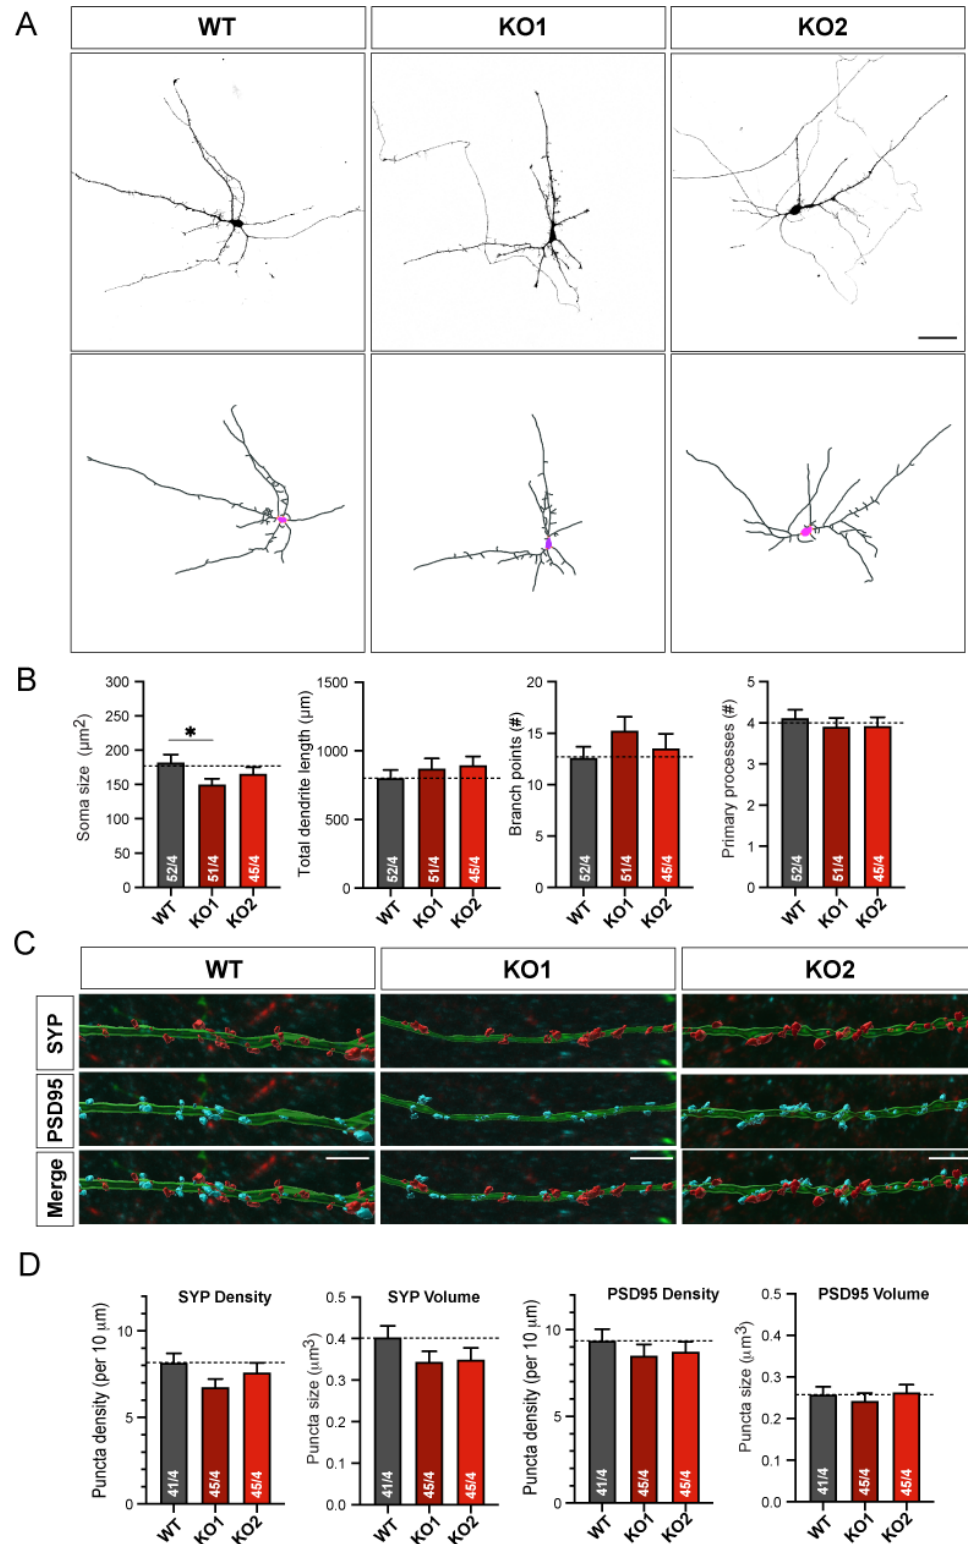 A
WT KO1 KO2
B
Soma size (µm²)
300
250
200
150
100
50
0
*
52/4 51/4 45/4
WT KO1 KO2
Total dendrite length (µm)
1500
1000
500
0
52/4 51/4 45/4
WT KO1 KO2
Branch points (#)
20
15
10
5
0
52/4 51/4 45/4
WT KO1 KO2
Primary processes (#)
5
4
3
2
1
0
52/4 51/4 45/4
WT KO1 KO2
C
WT KO1 KO2
SYP
PSD95
Merge
D
SYP Density
Puncta density (per 10 µm)
10
5
0
41/4 45/4 45/4
WT KO1 KO2
SYP Volume
Puncta size (µm³)
0.5
0.4
0.3
0.2
0.1
0.0
41/4 45/4 45/4
WT KO1 KO2
PSD95 Density
Puncta density (per 10 µm)
10
5
0
41/4 45/4 45/4
WT KO1 KO2
PSD95 Volume
Puncta size (µm³)
0.5
0.4
0.3
0.2
0.1
0.0
41/4 45/4 45/4
WT KO1 KO2